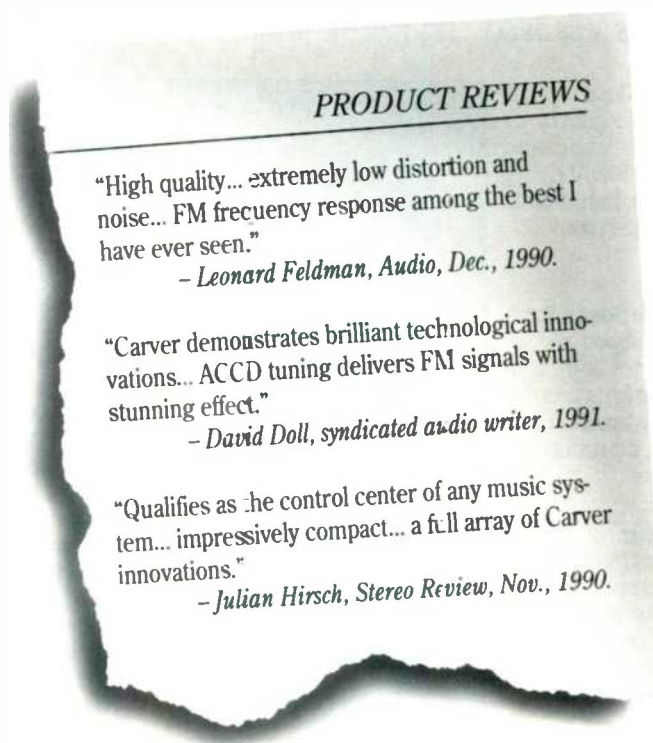 PRODUCT REVIEWS
“High quality... extremely low distortion and
noise... FM frequency response among the best I
have ever seen.”
– Leonard Feldman, Audio, Dec., 1990.
“Carver demonstrates brilliant technological inno-
vations... ACCD tuning delivers FM signals with
stunning effect.”
– David Doll, syndicated audio writer, 1991.
“Qualifies as the control center of any music sys-
tem... impressively compact... a full array of Carver
innovations.”
– Julian Hirsch, Stereo Review, Nov., 1990.